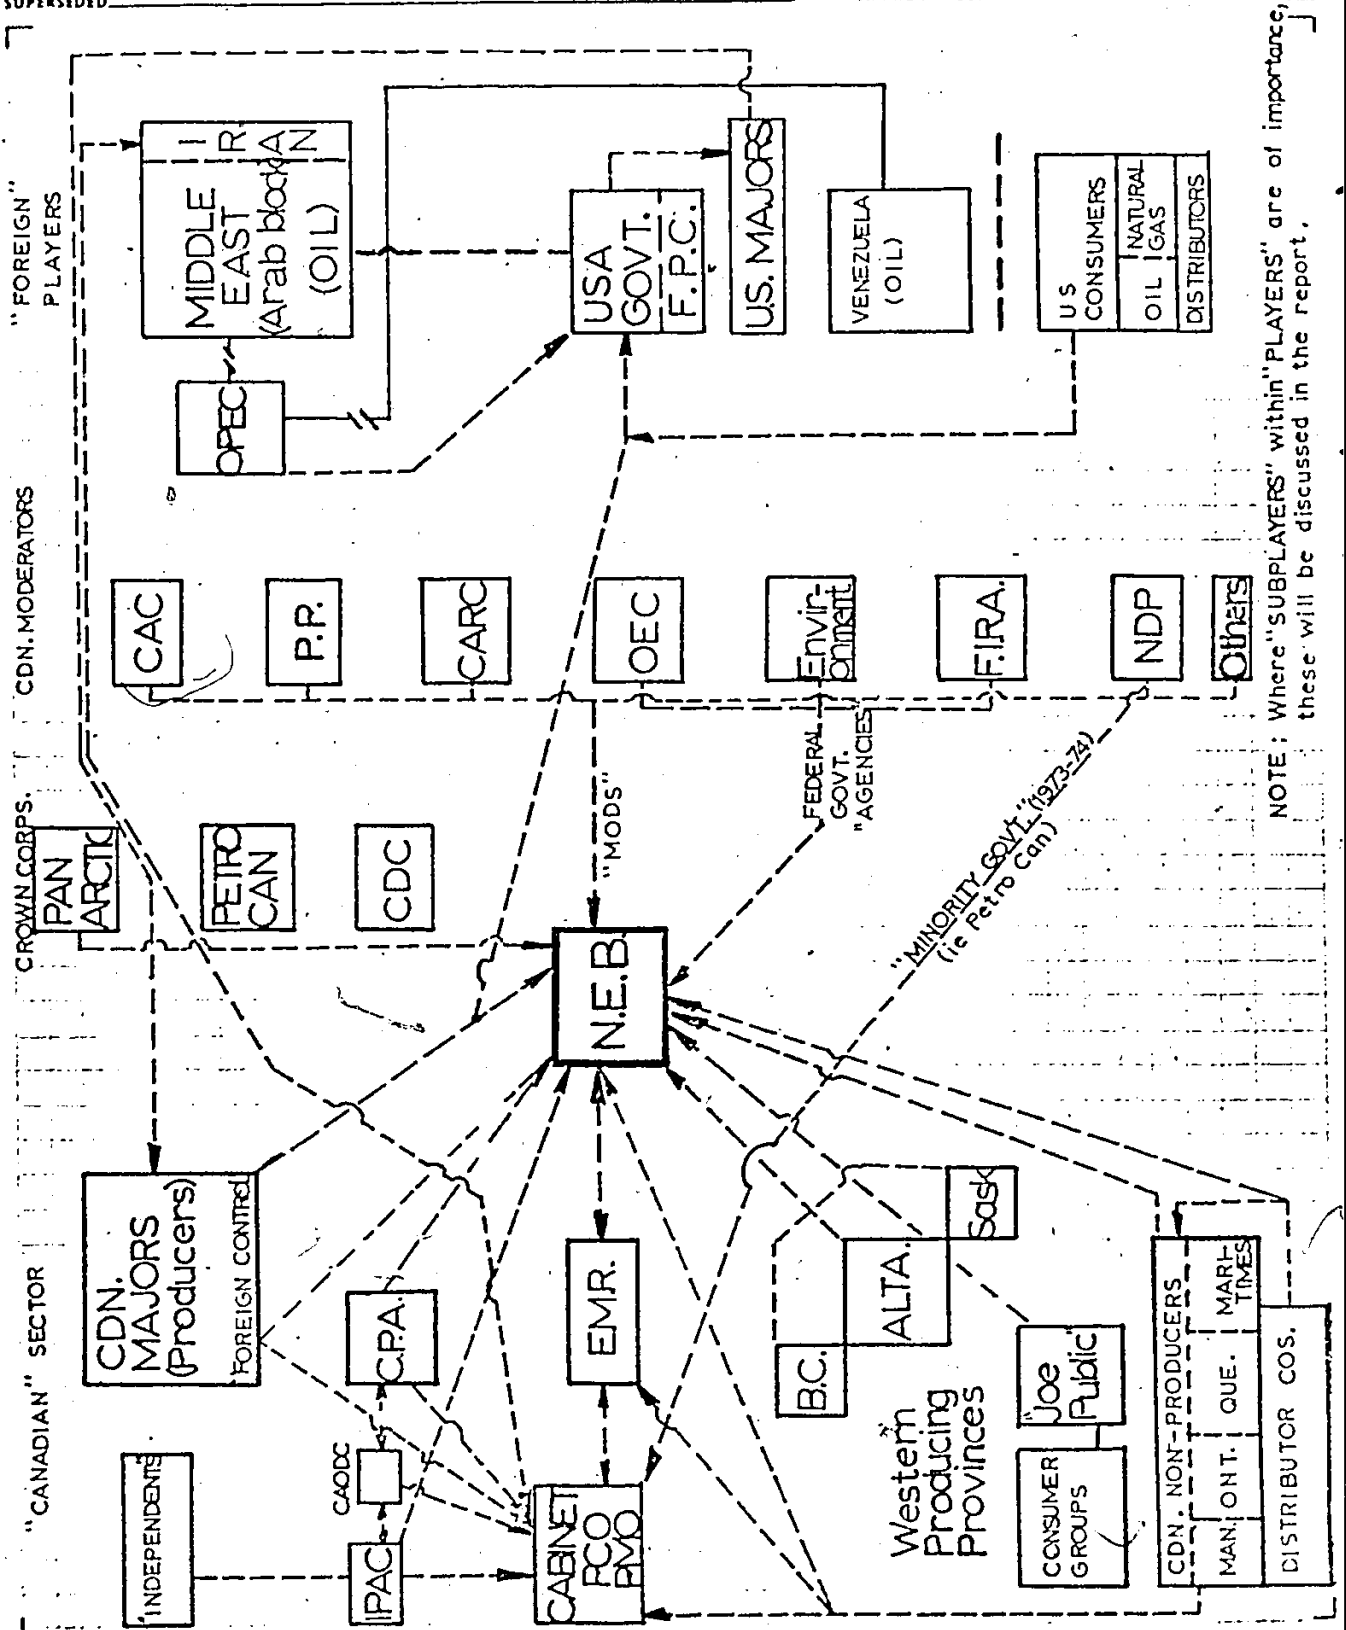 SUPERSEDED
"FOREIGN"
PLAYERS
MIDDLE
EAST
(Arab block)
(OIL)
IRAN
OPEC
USA
GOVT.
F.P.C.
U.S. MAJORS
VENEZUELA
(OIL)
US
CONSUMERS
OIL
NATURAL
GAS
DISTRIBUTORS
CDN. MODERATORS
CAC
P.P.
CARC
OEC
Envir-
onment
F.I.R.A.
NDP
Others
"MODS"
FEDERAL
GOVT.
"AGENCIES
"MINORITY GOVT." (1973-74)
(ie Petro Can)
CROWN CORPS.
PAN
ARCTIC
PETRO
CAN
CDC
N.E.B.
"CANADIAN" SECTOR
CDN.
MAJORS
(Producers)
FOREIGN CONTROL
INDEPENDENTS
C.P.A.
CAODC
IPAC
EMR.
CABINET
PCO
PMO
B.C.
ALTA.
Sask
Western
Producing
Provinces
Joe
Public
CONSUMER
GROUPS
CDN. NON-PRODUCERS
MAN.
ONT.
QUE.
MARI-
TIMES
DISTRIBUTOR COS.
NOTE: Where "SUBPLAYERS" within "PLAYERS" are of importance,
these will be discussed in the report.